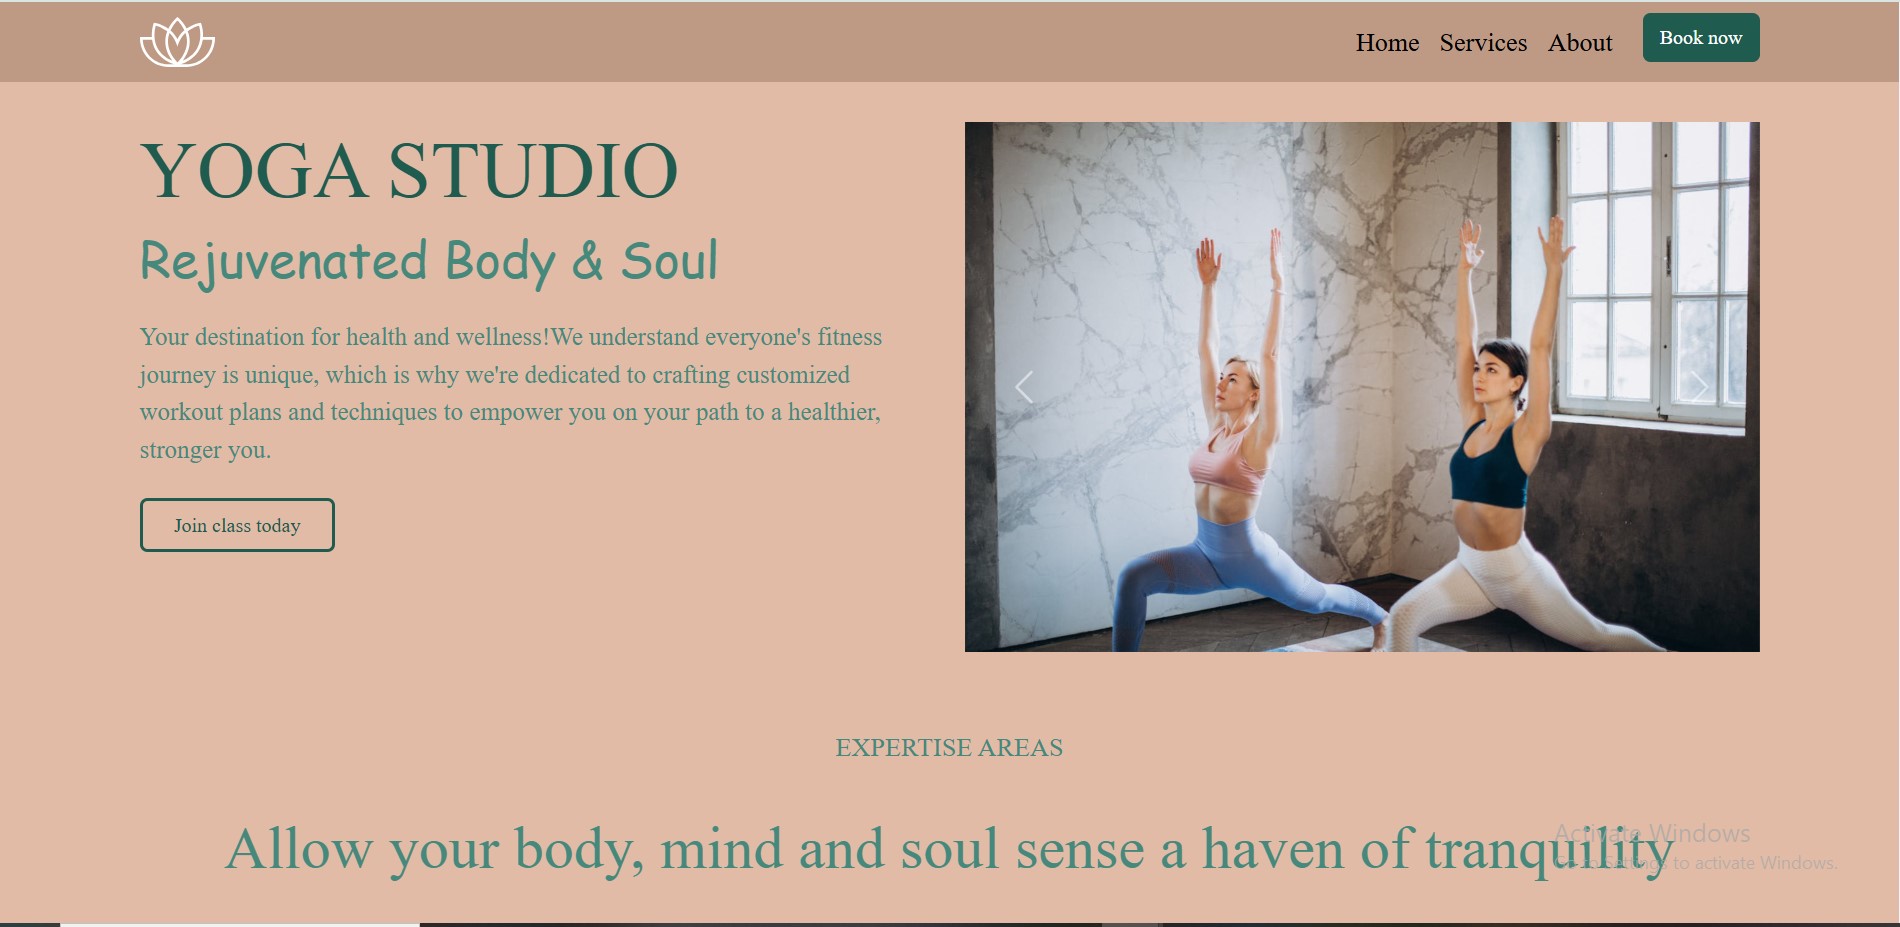 Home Services About Book now
YOGA STUDIO
Rejuvenated Body & Soul
Your destination for health and wellness!We understand everyone's fitness
journey is unique, which is why we're dedicated to crafting customized
workout plans and techniques to empower you on your path to a healthier,
stronger you.
Join class today
EXPERTISE AREAS
Allow your body, mind and soul sense a haven of tranquility
Activate Windows
Go to Settings to activate Windows.